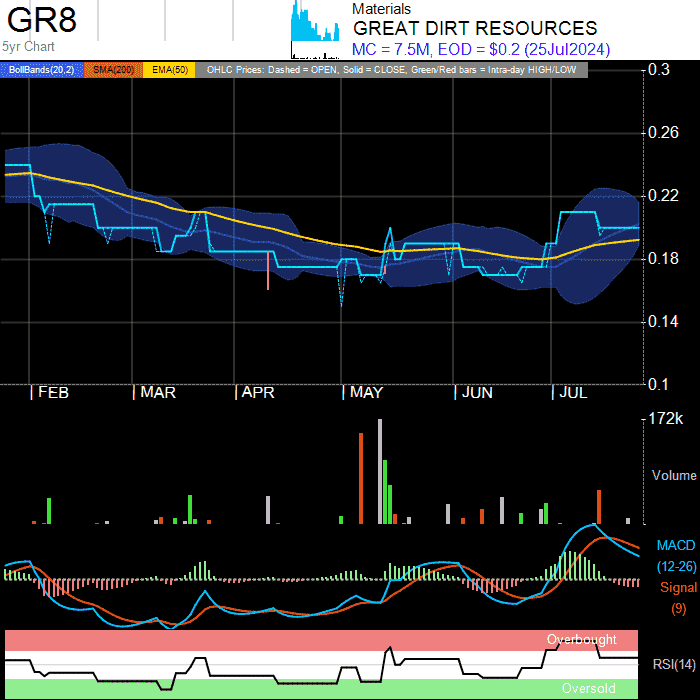 GR8
5yr Chart
Materials
GREAT DIRT RESOURCES
MC = 7.5M, EOD = $0.2 (25Jul2024)
BollBands(20,2) SMA(200) EMA(50) OHLC Prices: Dashed = OPEN, Solid = CLOSE, Green/Red bars = Intra-day HIGH/LOW
0.3
0.26
0.22
0.18
0.14
0.1
FEB MAR APR MAY JUN JUL
172k
Volume
MACD
(12-26)
Signal
(9)
Overbought
RSI(14)
Oversold